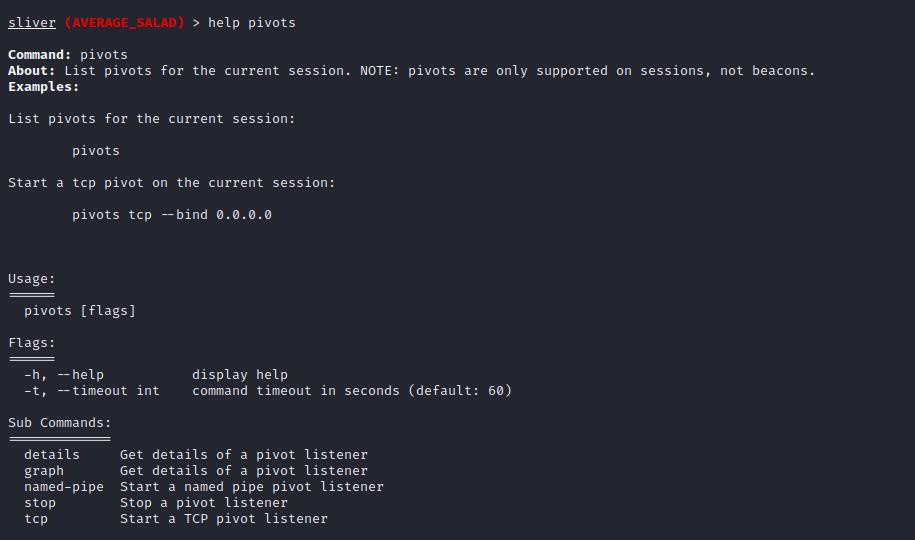 sliver (AVERAGE_SALAD) > help pivots
Command: pivots
About: List pivots for the current session. NOTE: pivots are only supported on sessions, not beacons.
Examples:
List pivots for the current session:
pivots
Start a tcp pivot on the current session:
pivots tcp --bind 0.0.0.0
Usage:
======
pivots [flags]
Flags:
======
-h, --help           display help
-t, --timeout int    command timeout in seconds (default: 60)
Sub Commands:
=============
details     Get details of a pivot listener
graph       Get details of a pivot listener
named-pipe  Start a named pipe pivot listener
stop        Stop a pivot listener
tcp         Start a TCP pivot listener